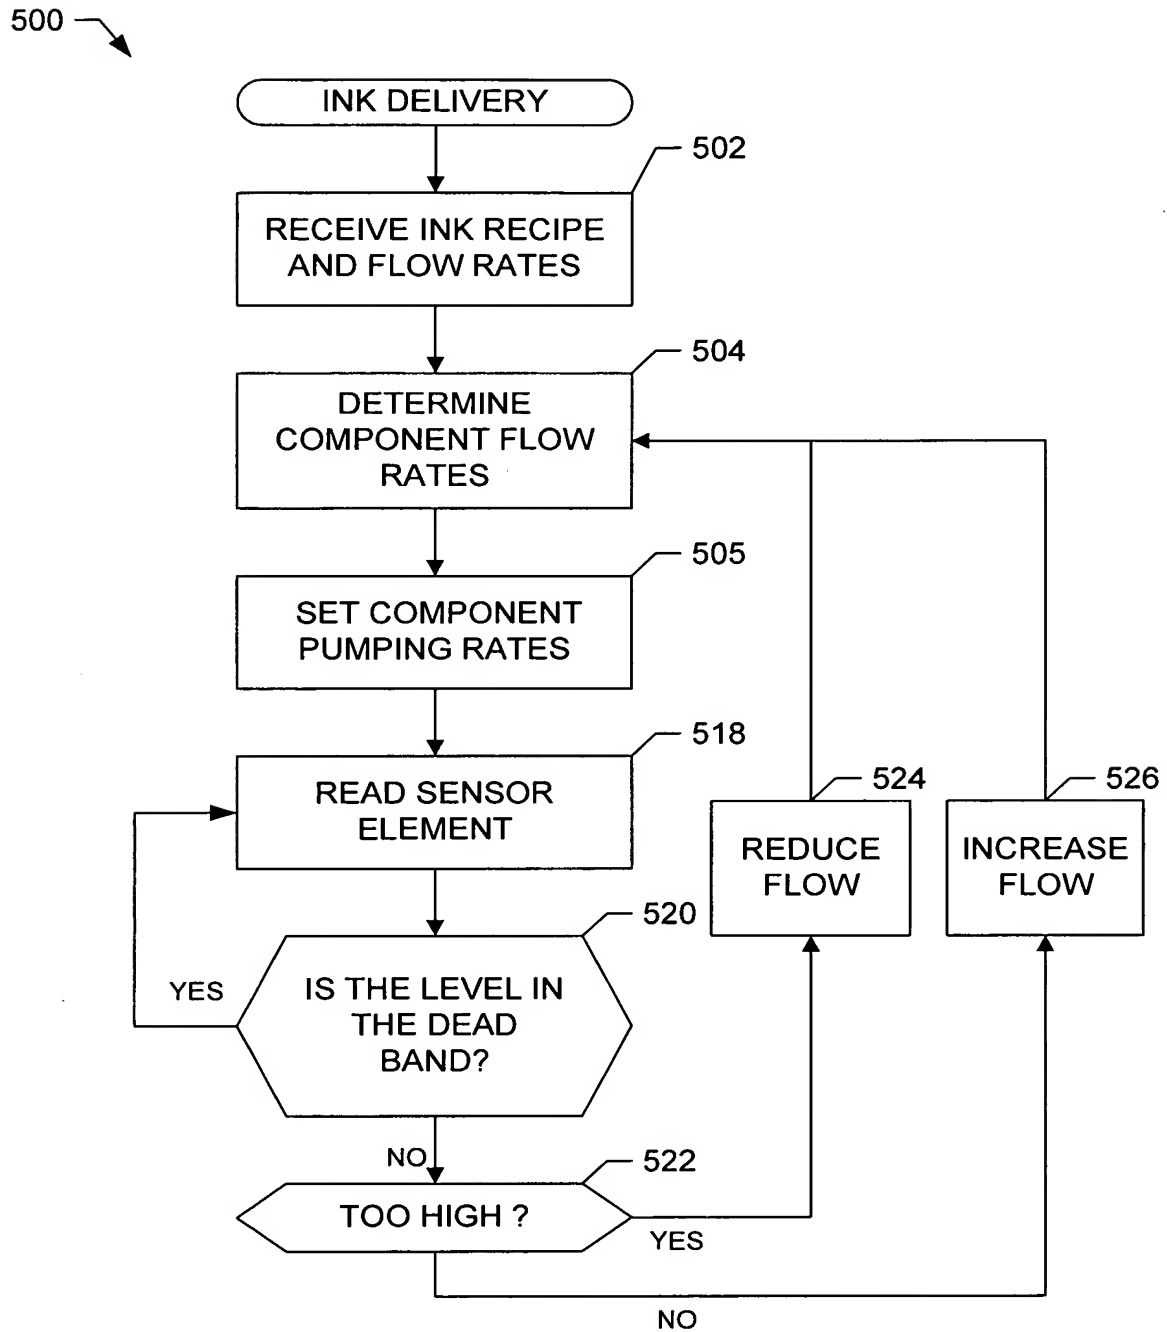 500
INK DELIVERY
502
RECEIVE INK RECIPE
AND FLOW RATES
504
DETERMINE
COMPONENT FLOW
RATES
505
SET COMPONENT
PUMPING RATES
518
READ SENSOR
ELEMENT
524
REDUCE
FLOW
526
INCREASE
FLOW
520
IS THE LEVEL IN
THE DEAD
BAND?
YES
NO
522
TOO HIGH ?
YES
NO